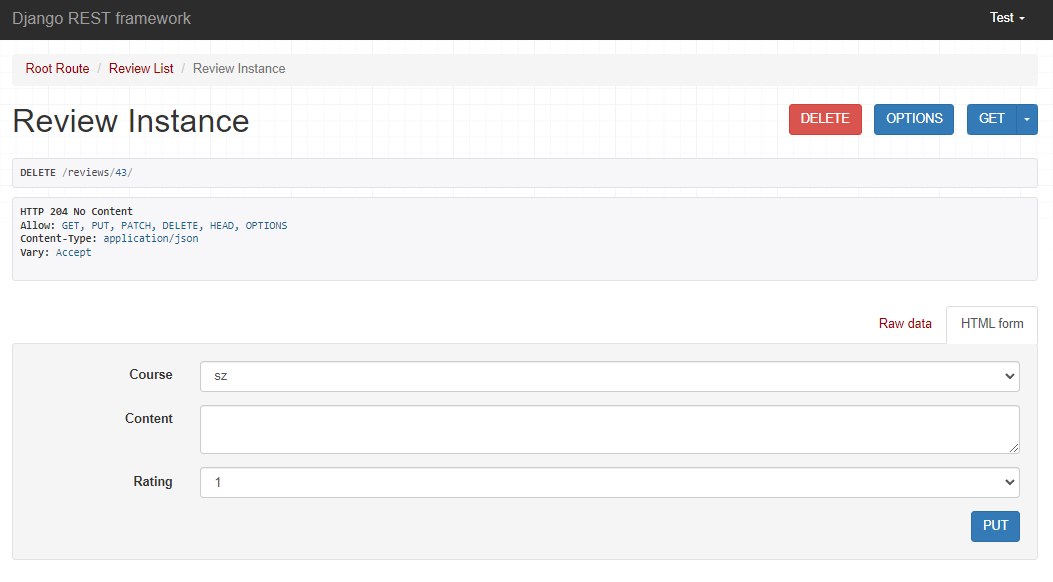 Django REST framework
Test
Root Route / Review List / Review Instance
Review Instance
DELETE
OPTIONS
GET
DELETE /reviews/43/
HTTP 204 No Content
Allow: GET, PUT, PATCH, DELETE, HEAD, OPTIONS
Content-Type: application/json
Vary: Accept
Raw data
HTML form
Course
sz
Content
Rating
1
PUT